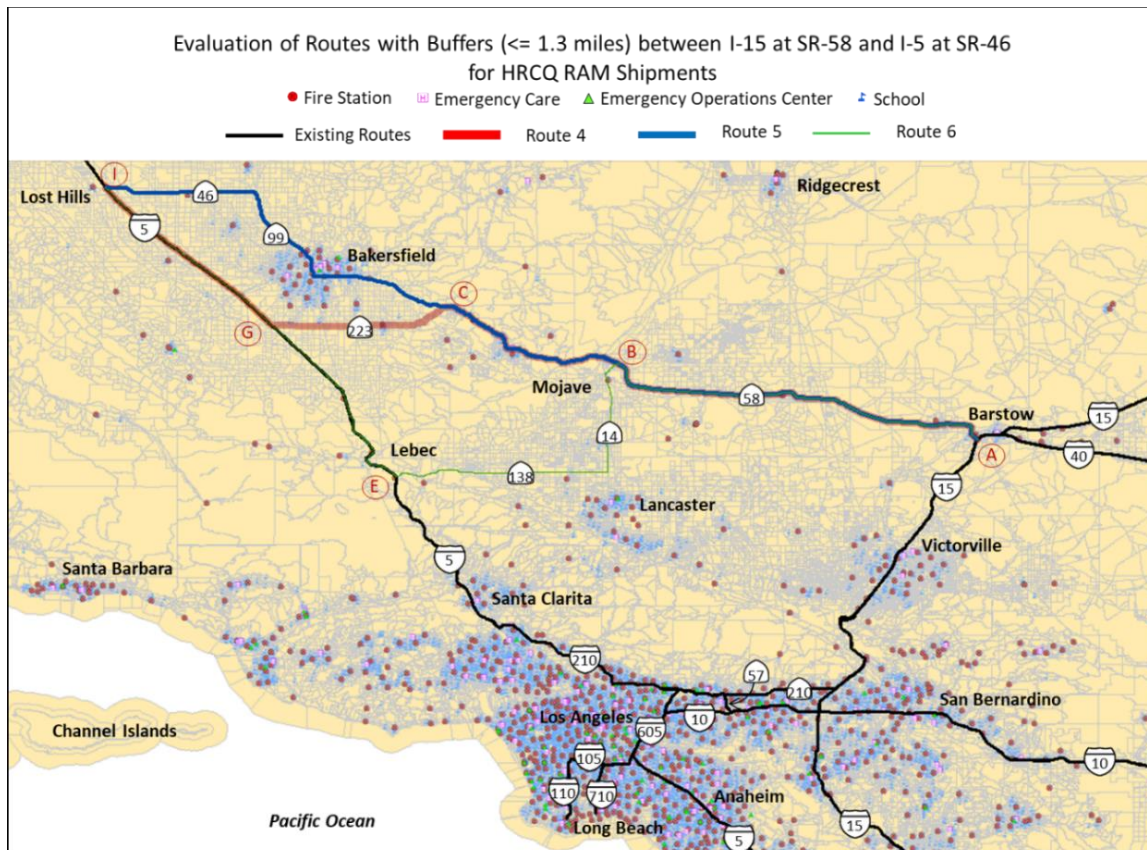 Evaluation of Routes with Buffers (<= 1.3 miles) between I-15 at SR-58 and I-5 at SR-46
for HRCQ RAM Shipments
Fire Station H Emergency Care Emergency Operations Center School
Existing Routes Route 4 Route 5 Route 6
I
Ridgecrest
Lost Hills
46
5
99
Bakersfield
C
G
223
B
Mojave
58
Barstow
15
14
A
40
Lebec
138
E
15
Lancaster
Victorville
5
Santa Barbara
Santa Clarita
210
57
210
San Bernardino
Los Angeles
10
Channel Islands
605
105
10
110
710
Anaheim
Pacific Ocean
Long Beach
15
5